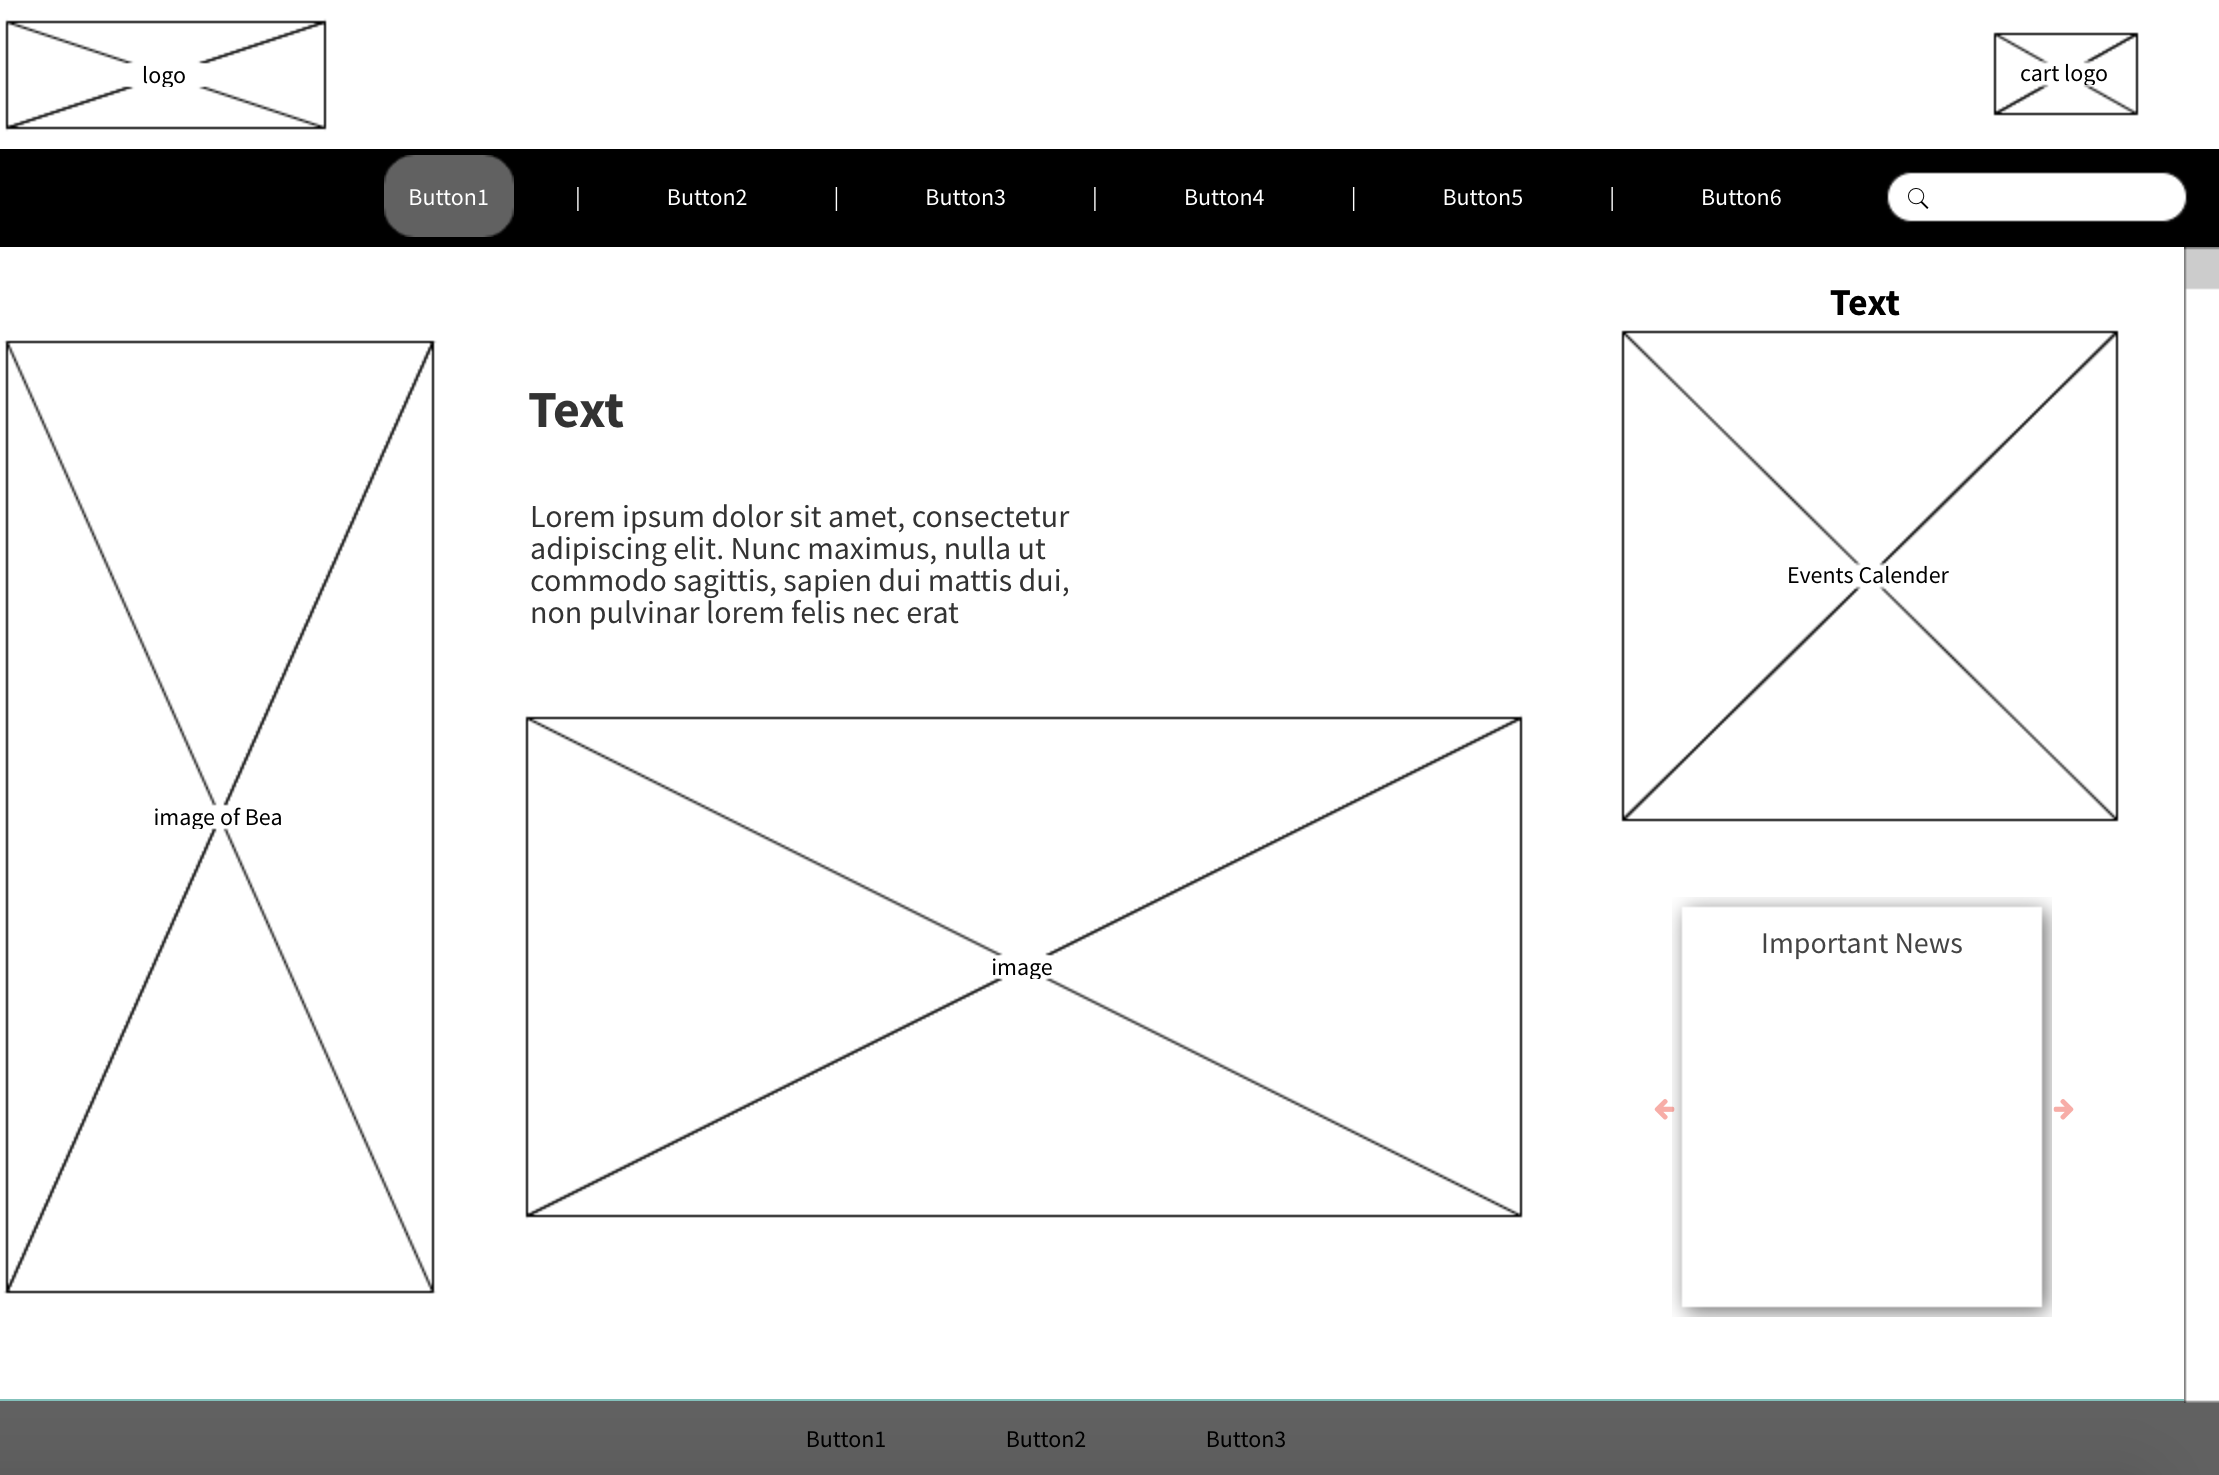 logo
cart logo
Button1 | Button2 | Button3 | Button4 | Button5 | Button6
Text
Text
Lorem ipsum dolor sit amet, consectetur
adipiscing elit. Nunc maximus, nulla ut
commodo sagittis, sapien dui mattis dui,
non pulvinar lorem felis nec erat
Events Calender
image of Bea
image
Important News
Button1 Button2 Button3